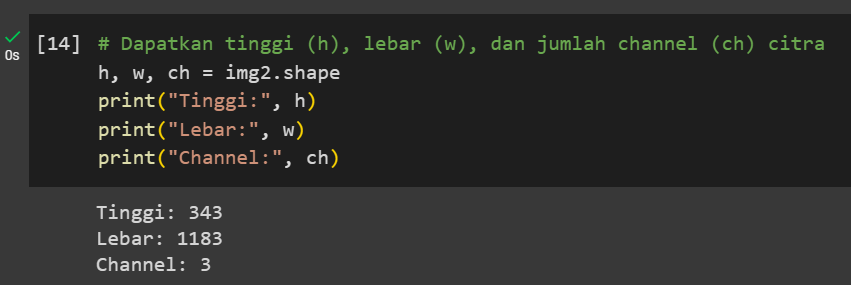 [14] # Dapatkan tinggi (h), lebar (w), dan jumlah channel (ch) citra
0s
h, w, ch = img2.shape
print("Tinggi:", h)
print("Lebar:", w)
print("Channel:", ch)
Tinggi: 343
Lebar: 1183
Channel: 3